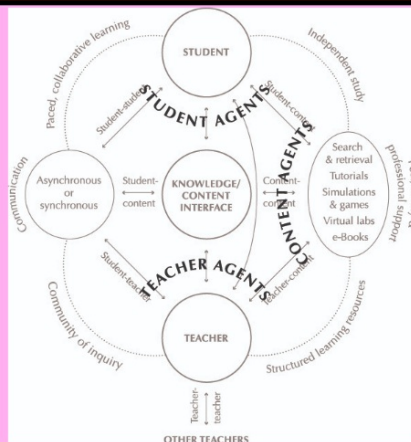 Paced, collaborative learning
STUDENT
Independent study
Student-student
STUDENT AGENTS
Student-content
CONTENT AGENTS
Communication
Asynchronous
or
synchronous
Student-
content
KNOWLEDGE/
CONTENT
INTERFACE
Content-
content
Search
& retrieval
Tutorials
Simulations
& games
Virtual labs
e-Books
professional support
Student-teacher
TEACHER AGENTS
Teacher-content
Community of inquiry
TEACHER
Structured learning resources
Teacher-
teacher
OTHER TEACHERS